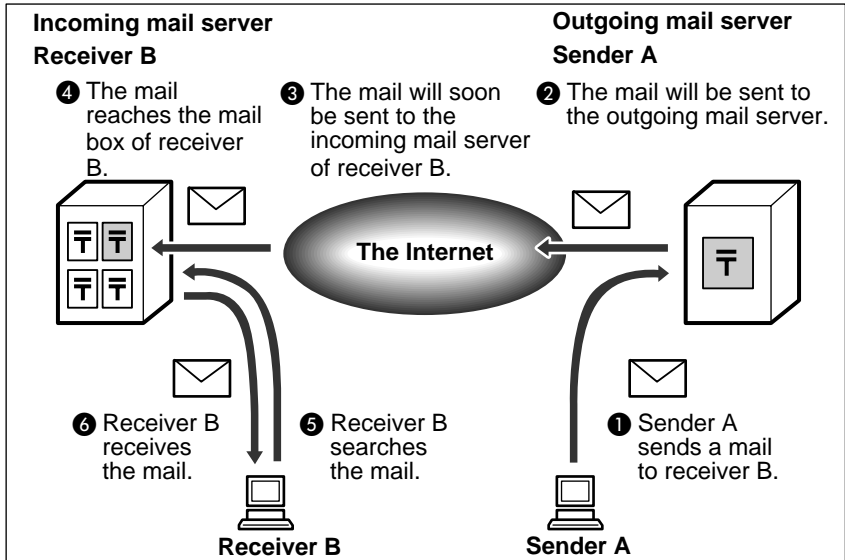 Incoming mail server
Receiver B
Outgoing mail server
Sender A
❹ The mail
reaches the mail
box of receiver
B.
❸ The mail will soon
be sent to the
incoming mail server
of receiver B.
❷ The mail will be sent to
the outgoing mail server.
〒 〒
〒 〒
The Internet
〒
❻ Receiver B
receives
the mail.
❺ Receiver B
searches
the mail.
❶ Sender A
sends a mail
to receiver B.
Receiver B
Sender A